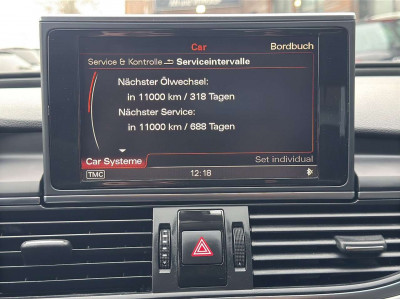 Car
Bordbuch
Service & Kontrolle Serviceintervalle
Nächster Ölwechsel:
in 11000 km / 318 Tagen
Nächster Service:
in 11000 km / 688 Tagen
Car Systeme
Set individual
TMC
12:18